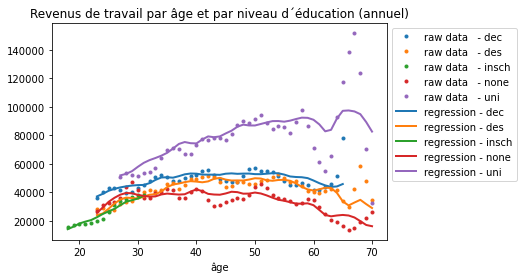 Revenus de travail par âge et par niveau d´éducation (annuel)
140000
120000
100000
80000
60000
40000
20000
20 30 40 50 60 70
âge
raw data - dec
raw data - des
raw data - insch
raw data - none
raw data - uni
regression - dec
regression - des
regression - insch
regression - none
regression - uni